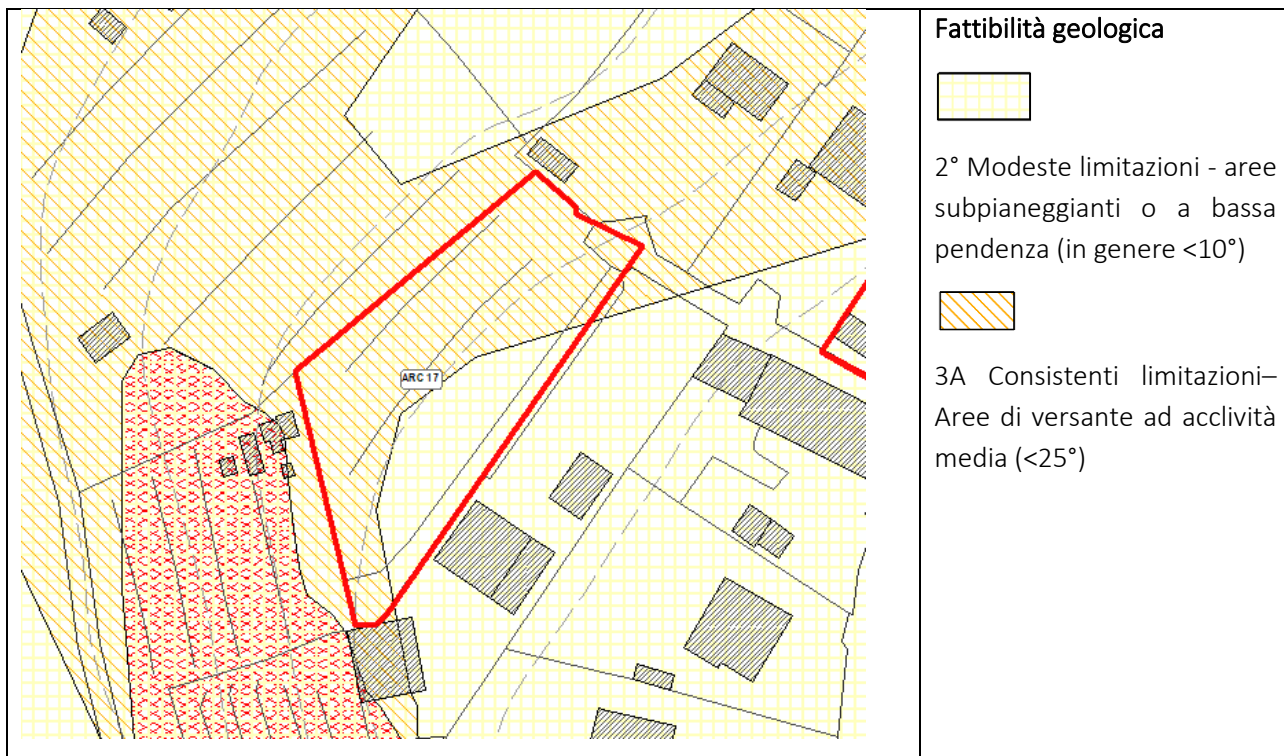 ARC 17
Fattibilità geologica
2° Modeste limitazioni - aree
subpianeggianti o a bassa
pendenza (in genere <10°)
3A Consistenti limitazioni–
Aree di versante ad acclività
media (<25°)